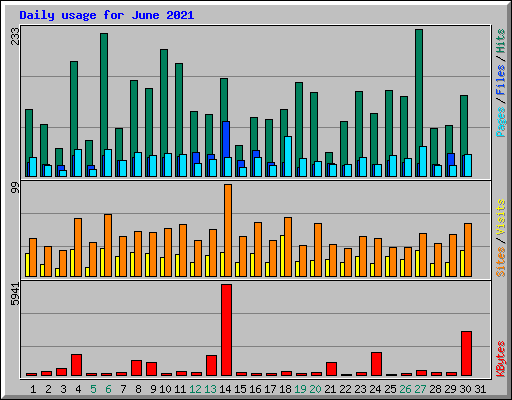 Daily usage for June 2021
233
Pages / Files / Hits
99
Sites / Visits
5941
KBytes
1 2 3 4 5 6 7 8 9 10 11 12 13 14 15 16 17 18 19 20 21 22 23 24 25 26 27 28 29 30 31